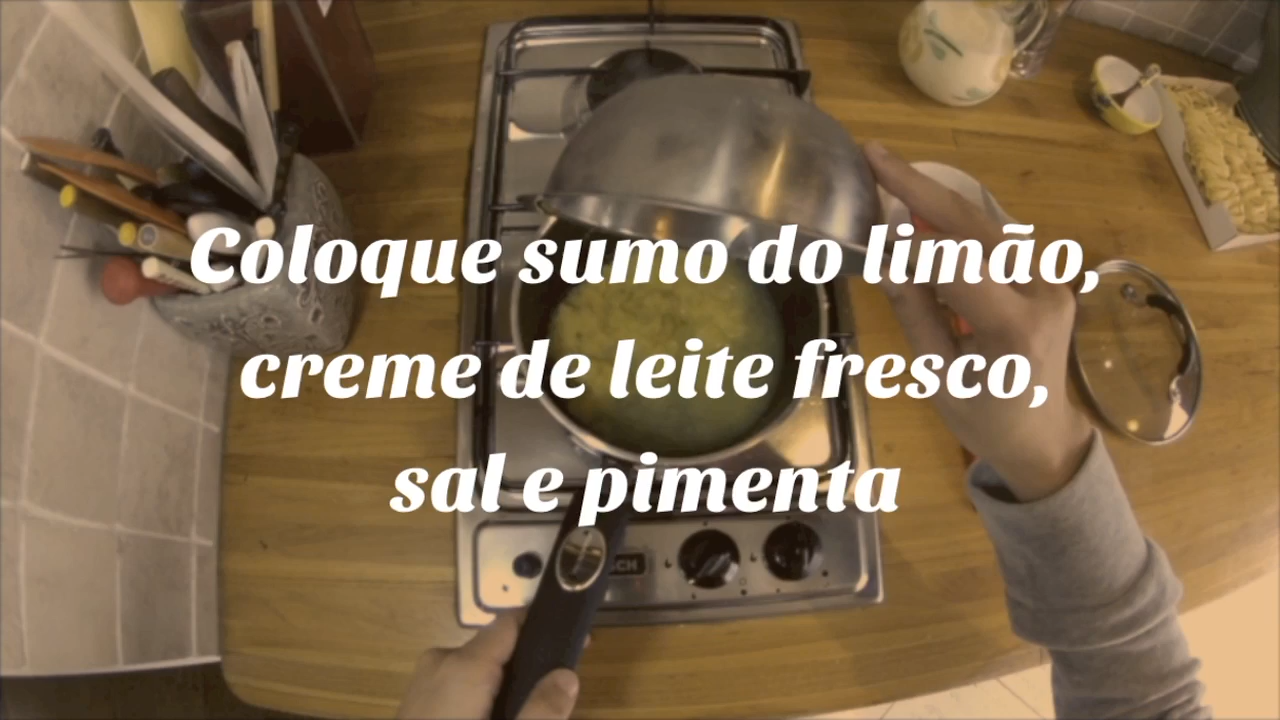 Coloque sumo do limão,
creme de leite fresco,
sal e pimenta